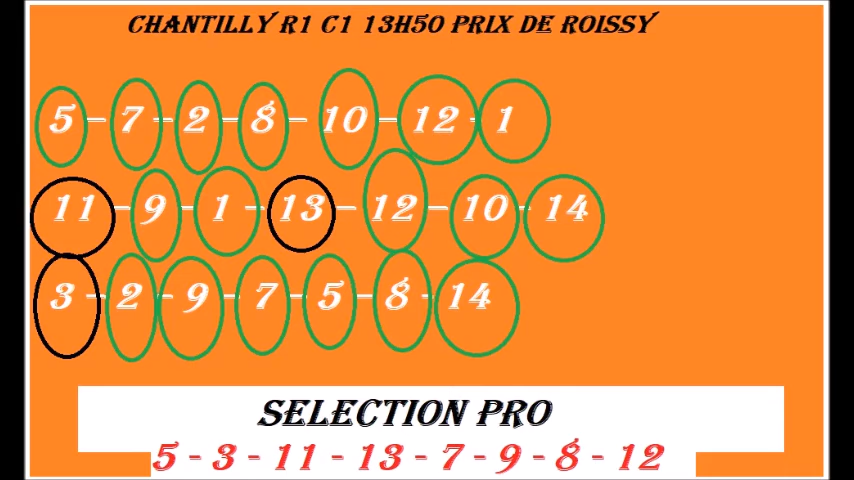 CHANTILLY R1 C1 13H50 PRIX DE ROISSY
5 - 7 - 2 - 8 - 10 - 12 - 1
11 - 9 - 1 - 13 - 12 - 10 - 14
3 - 2 - 9 - 7 - 5 - 8 - 14
SELECTION PRO
5 - 3 - 11 - 13 - 7 - 9 - 8 - 12